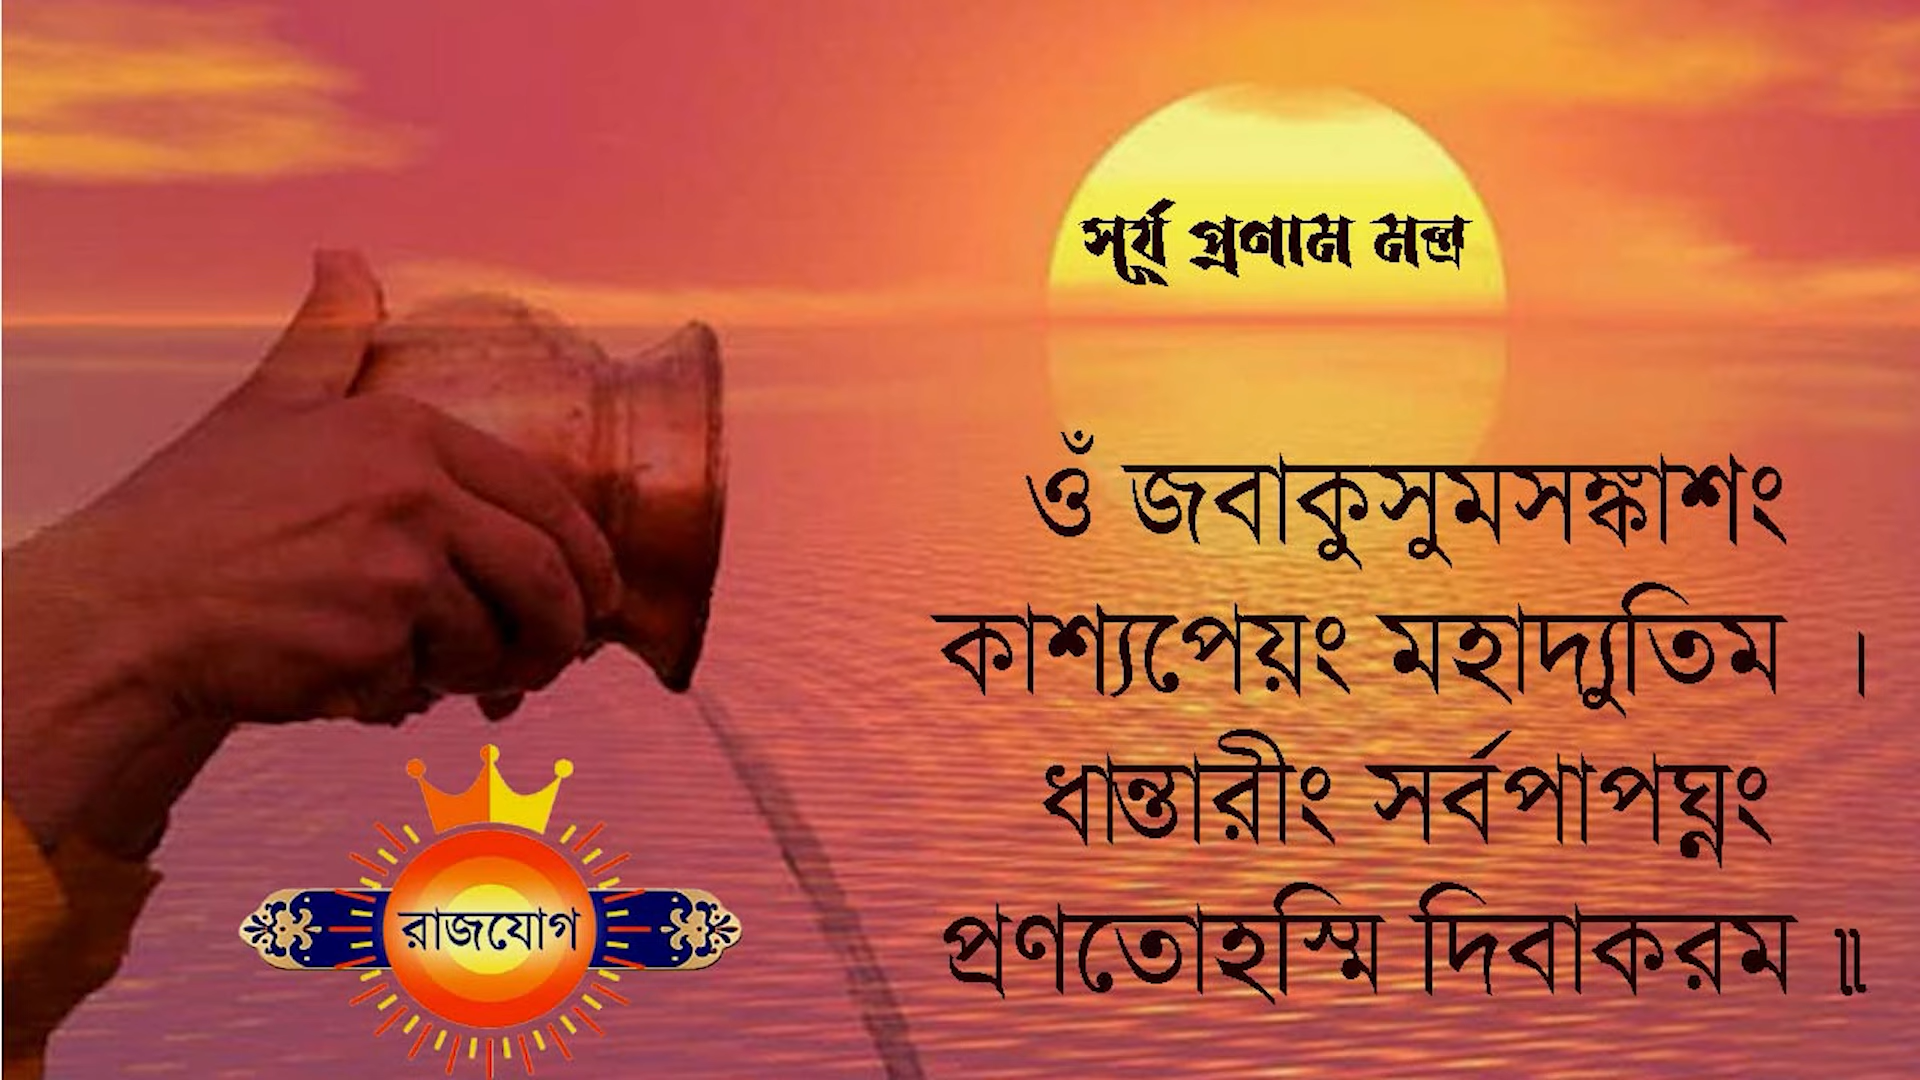 সূর্য প্রণাম মন্ত্র
ওঁ জবাকুসুমসঙ্কাশং
কাশ্যপেয়ং মহাদ্যুতিম ।
ধান্তারীং সর্বপাপঘ্নং
প্রণতোহস্মি দিবাকরম ॥
রাজযোগ